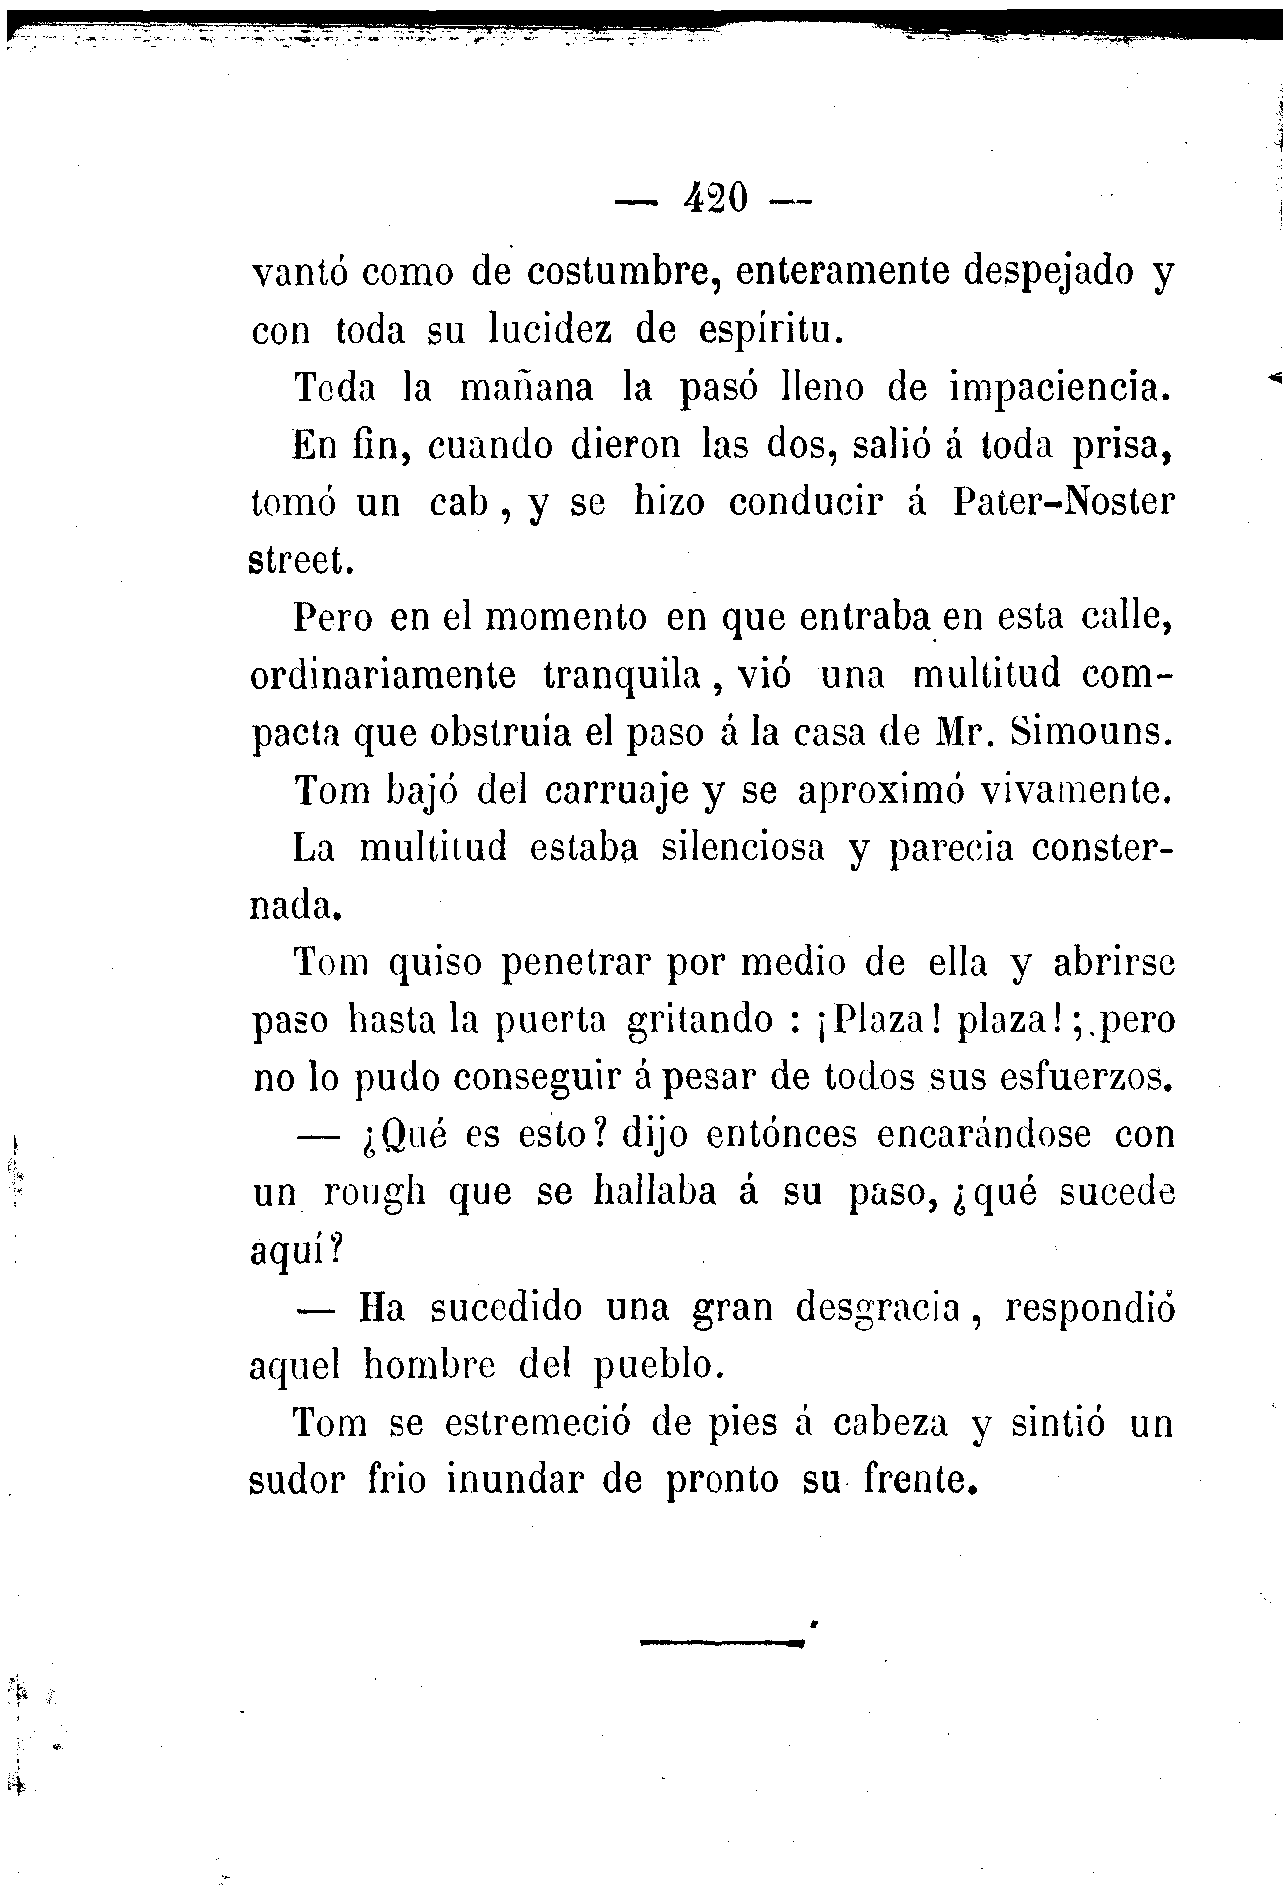 — 420 —
vantó como de costumbre, enteramente despejado y
con toda su lucidez de espíritu.
Toda la mañana la pasó lleno de impaciencia.
En fin, cuando dieron las dos, salió á toda prisa,
tomó un cab, y se hizo conducir á Pater-Noster
street.
Pero en el momento en que entraba en esta calle,
ordinariamente tranquila, vió una multitud com-
pacta que obstruía el paso á la casa de Mr. Simouns.
Tom bajó del carruaje y se aproximó vivamente.
La multitud estaba silenciosa y parecia conster-
nada.
Tom quiso penetrar por medio de ella y abrirse
paso hasta la puerta gritando : ¡Plaza! plaza!; pero
no lo pudo conseguir á pesar de todos sus esfuerzos.
— ¿Qué es esto? dijo entónces encarándose con
un rough que se hallaba á su paso, ¿qué sucede
aquí?
— Ha sucedido una gran desgracia, respondió
aquel hombre del pueblo.
Tom se estremeció de pies á cabeza y sintió un
sudor frio inundar de pronto su frente.